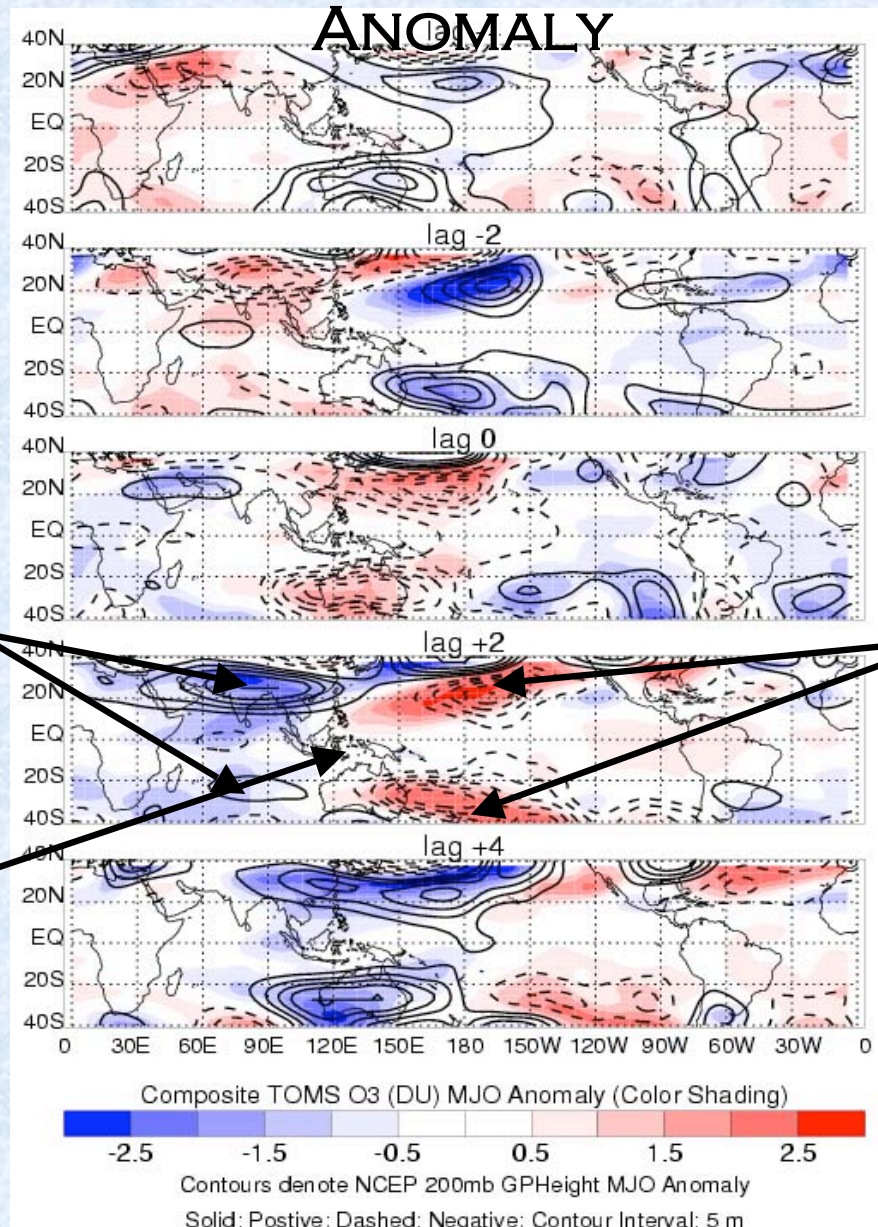 ANOMALY
lag
40N
20N
EQ
20S
40S
lag -2
40N
20N
EQ
20S
40S
lag 0
40N
20N
EQ
20S
40S
lag +2
40N
20N
EQ
20S
40S
lag +4
40N
20N
EQ
20S
40S
0 30E 60E 90E 120E 150E 180 150W 120W 90W 60W 30W 0
Composite TOMS O3 (DU) MJO Anomaly (Color Shading)
-2.5 -1.5 -0.5 0.5 1.5 2.5
Contours denote NCEP 200mb GPHeight MJO Anomaly
Solid: Postive; Dashed: Negative; Contour Interval: 5 m